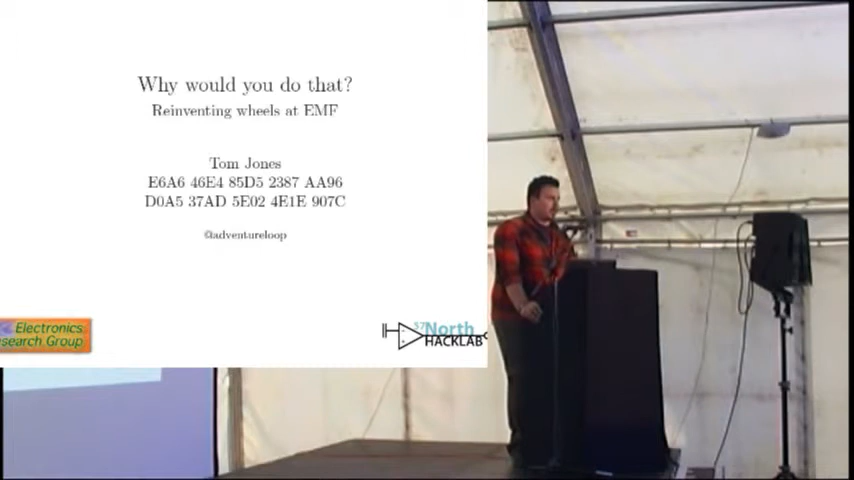 Why would you do that?
Reinventing wheels at EMF
Tom Jones
E6A6 46E4 85D5 2387 AA96
D0A5 37AD 5E02 4E1E 907C
@adventureloop
Electronics
search Group
57North
HACKLAB